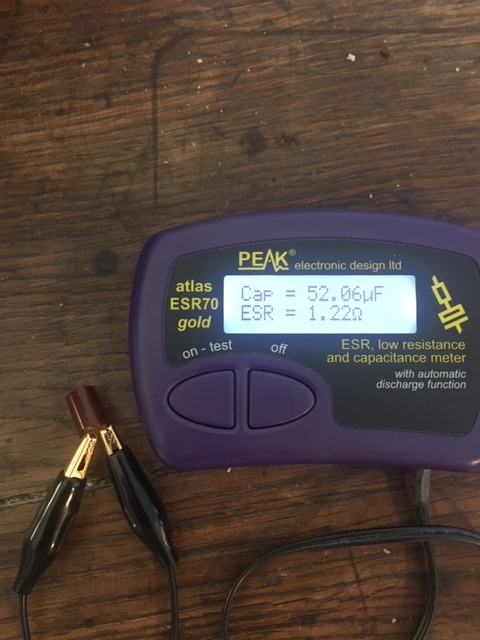 PEAK®
electronic design ltd
atlas
ESR70
gold
Cap = 52.06µF
ESR = 1.22Ω
on - test
off
ESR, low resistance
and capacitance meter
with automatic
discharge function